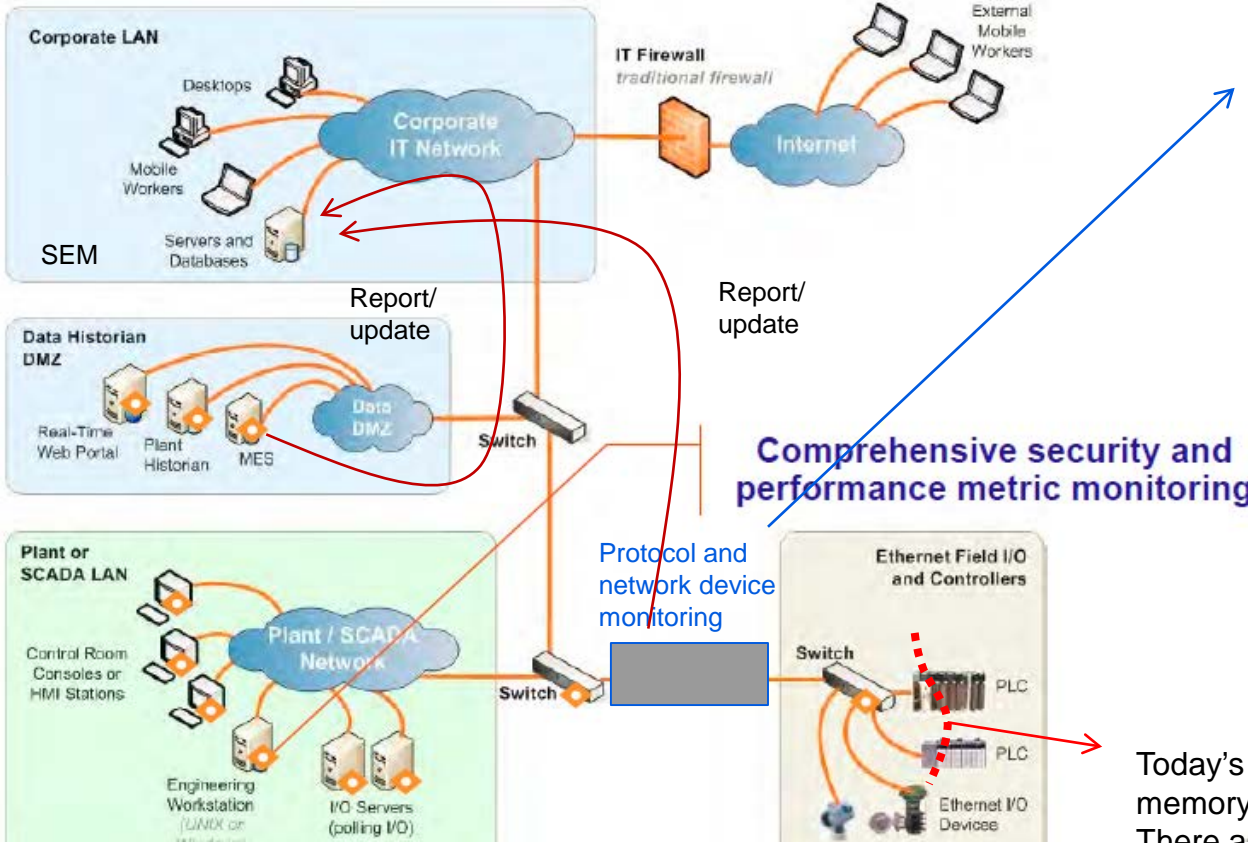 Corporate LAN
Desktops
Mobile
Workers
Servers and
Databases
SEM
Corporate
IT Network
IT Firewall
traditional firewall
Internet
External
Mobile
Workers
Report/
update
Report/
update
Data Historian
DMZ
Real-Time
Web Portal
Plant
Historian
MES
Data
DMZ
Switch
Comprehensive security and
performance metric monitoring
Plant or
SCADA LAN
Control Room
Consoles or
HMI Stations
Plant / SCADA
Network
Switch
Engineering
Workstation
(UNIX or
I/O Servers
(polling I/O)
Protocol and
network device
monitoring
Ethernet Field I/O
and Controllers
Switch
PLC
PLC
Ethernet I/O
Devices
Today's
memory
There